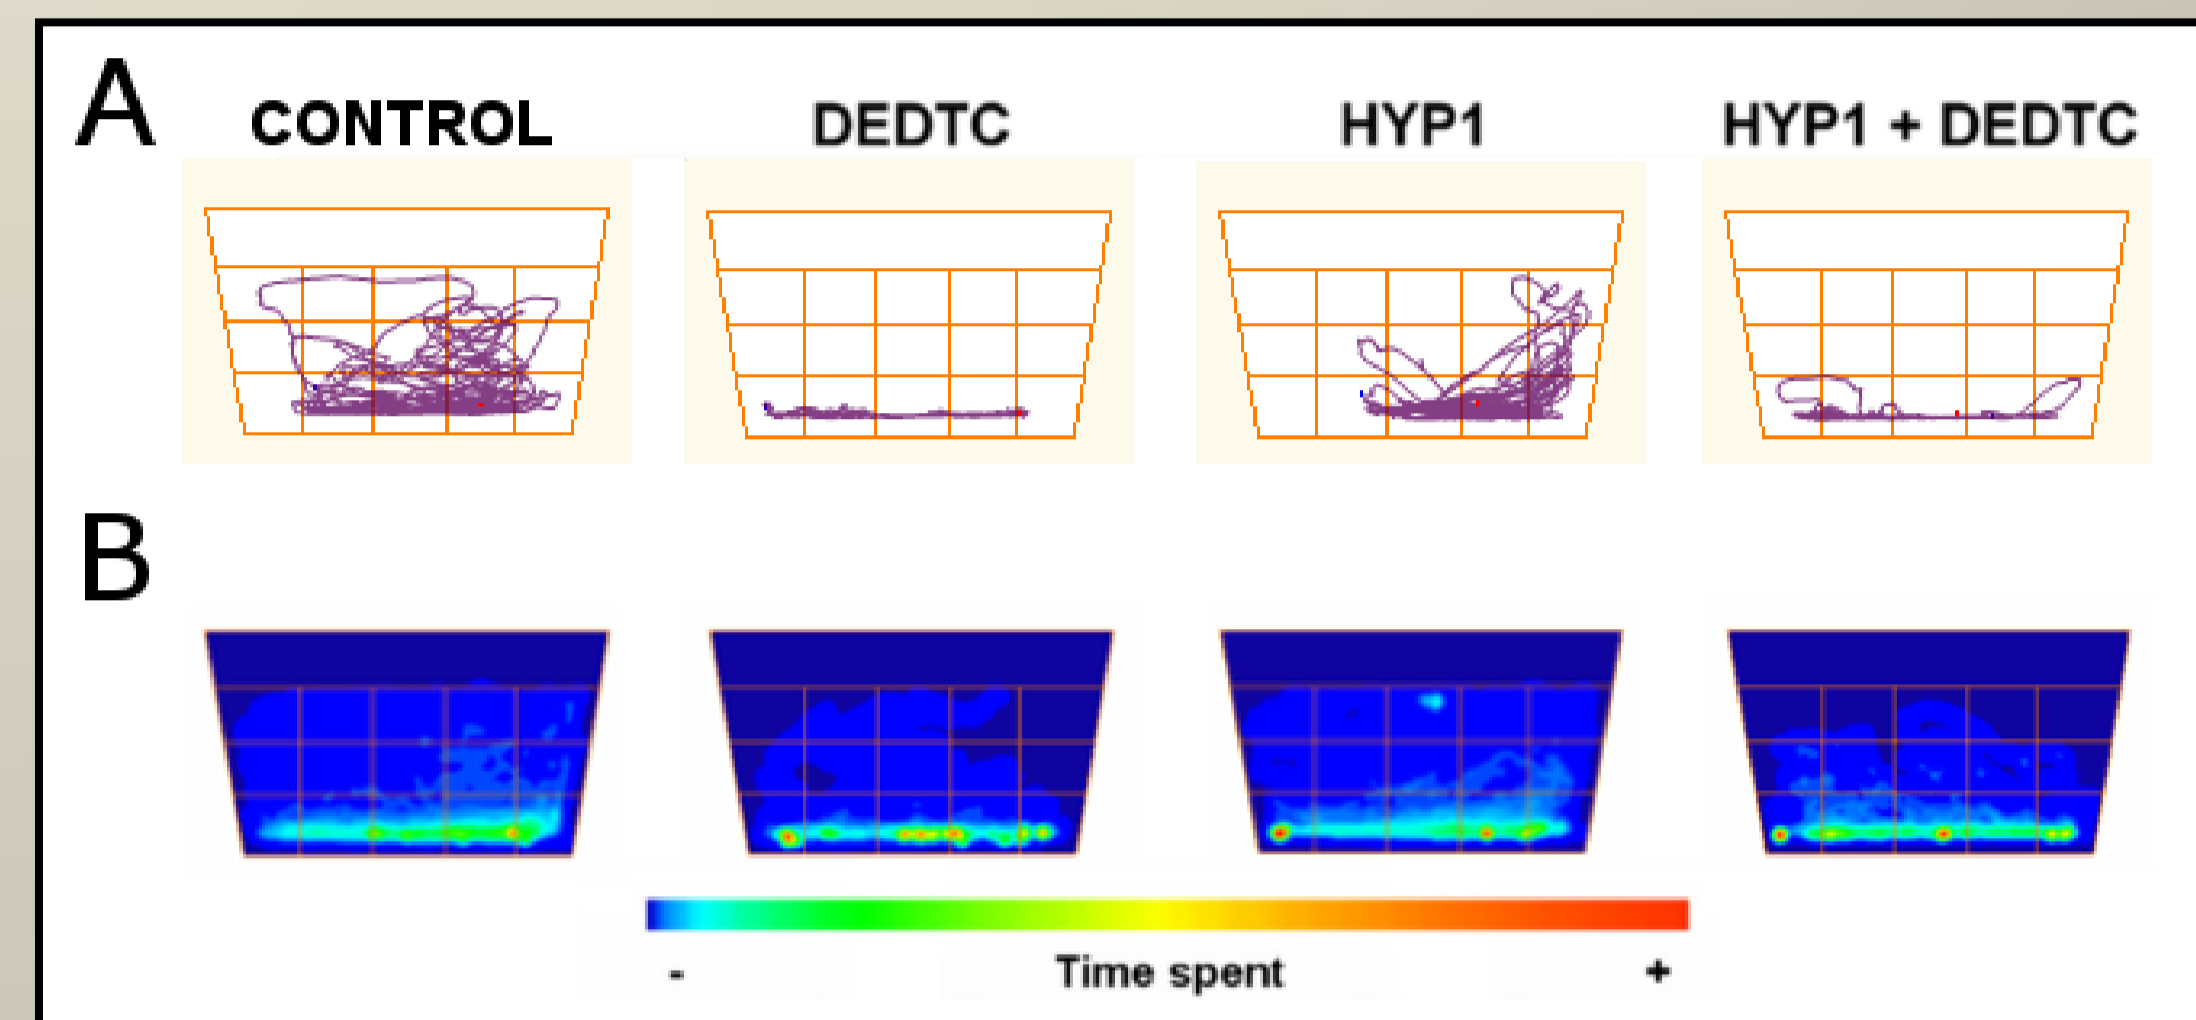 A
CONTROL DEDTC HYP1 HYP1 + DEDTC
B
- Time spent +